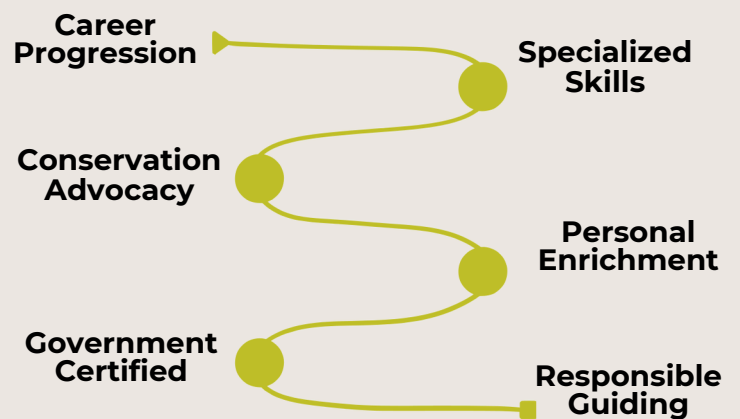 Career
Progression
Specialized
Skills
Conservation
Advocacy
Personal
Enrichment
Government
Certified
Responsible
Guiding